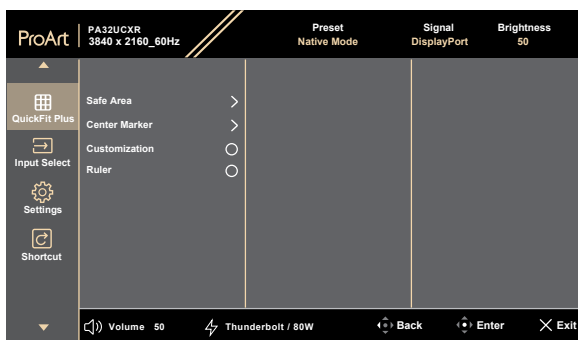 ProArt
PA32UCXR
3840 x 2160_60Hz
Preset
Native Mode
Signal
DisplayPort
Brightness
50
QuickFit Plus
Input Select
Settings
Shortcut
Safe Area
Center Marker
Customization
Ruler
Volume 50
Thunderbolt / 80W
Back
Enter
Exit